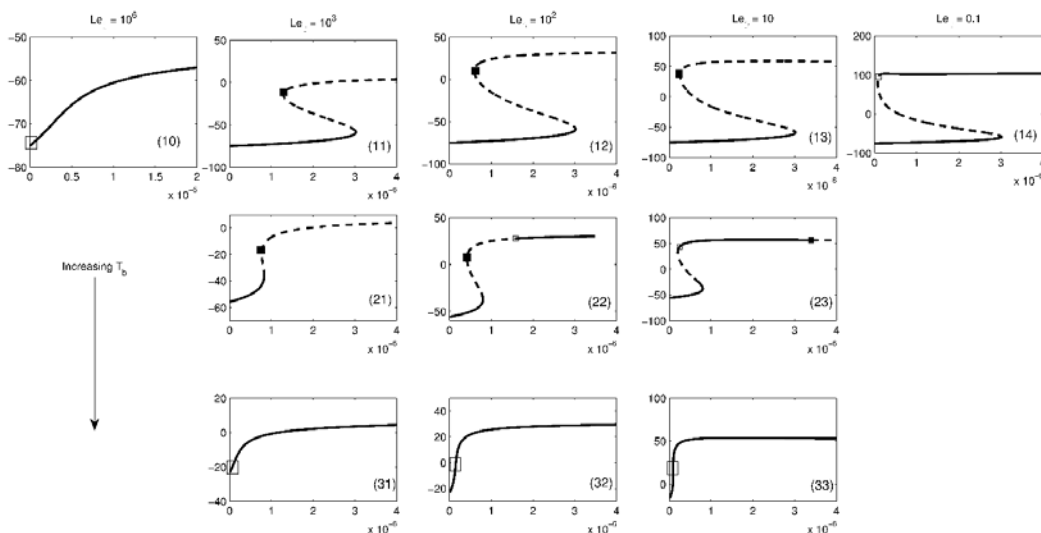 Le = 10⁶
Le = 10³
Le = 10²
Le = 10
Le = 0.1
-50
-60
-70
-80
(10)
0 0.5 1 1.5 2
x 10⁻⁵
50
0
-50
-100
(11)
0 1 2 3 4
x 10⁻⁶
50
0
-50
-100
(12)
0 1 2 3 4
x 10⁻⁶
100
50
0
-50
-100
(13)
0 1 2 3 4
x 10⁻⁶
200
100
0
-100
(14)
0 1 2 3 4
x 10⁻⁶
Increasing T_b
0
-20
-40
-60
(21)
0 1 2 3 4
x 10⁻⁶
50
0
-50
(22)
0 1 2 3 4
x 10⁻⁶
100
50
0
-50
-100
(23)
0 1 2 3 4
x 10⁻⁶
20
0
-20
-40
(31)
0 1 2 3 4
x 10⁻⁶
40
20
0
-20
(32)
0 1 2 3 4
x 10⁻⁶
100
50
0
(33)
0 1 2 3 4
x 10⁻⁶